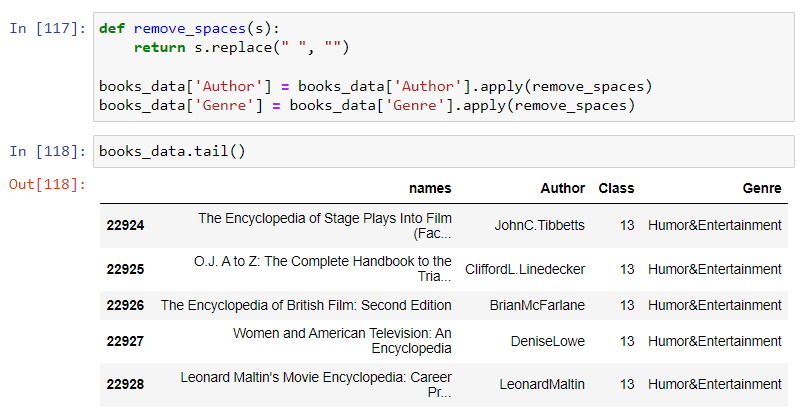 In [117]: def remove_spaces(s):
    return s.replace(" ", "")
books_data['Author'] = books_data['Author'].apply(remove_spaces)
books_data['Genre'] = books_data['Genre'].apply(remove_spaces)
In [118]: books_data.tail()
Out[118]:
names Author Class Genre
22924 The Encyclopedia of Stage Plays Into Film (Fac... JohnC.Tibbetts 13 Humor&Entertainment
22925 O.J. A to Z: The Complete Handbook to the Tria... CliffordL.Linedecker 13 Humor&Entertainment
22926 The Encyclopedia of British Film: Second Edition BrianMcFarlane 13 Humor&Entertainment
22927 Women and American Television: An Encyclopedia DeniseLowe 13 Humor&Entertainment
22928 Leonard Maltin's Movie Encyclopedia: Career Pr... LeonardMaltin 13 Humor&Entertainment